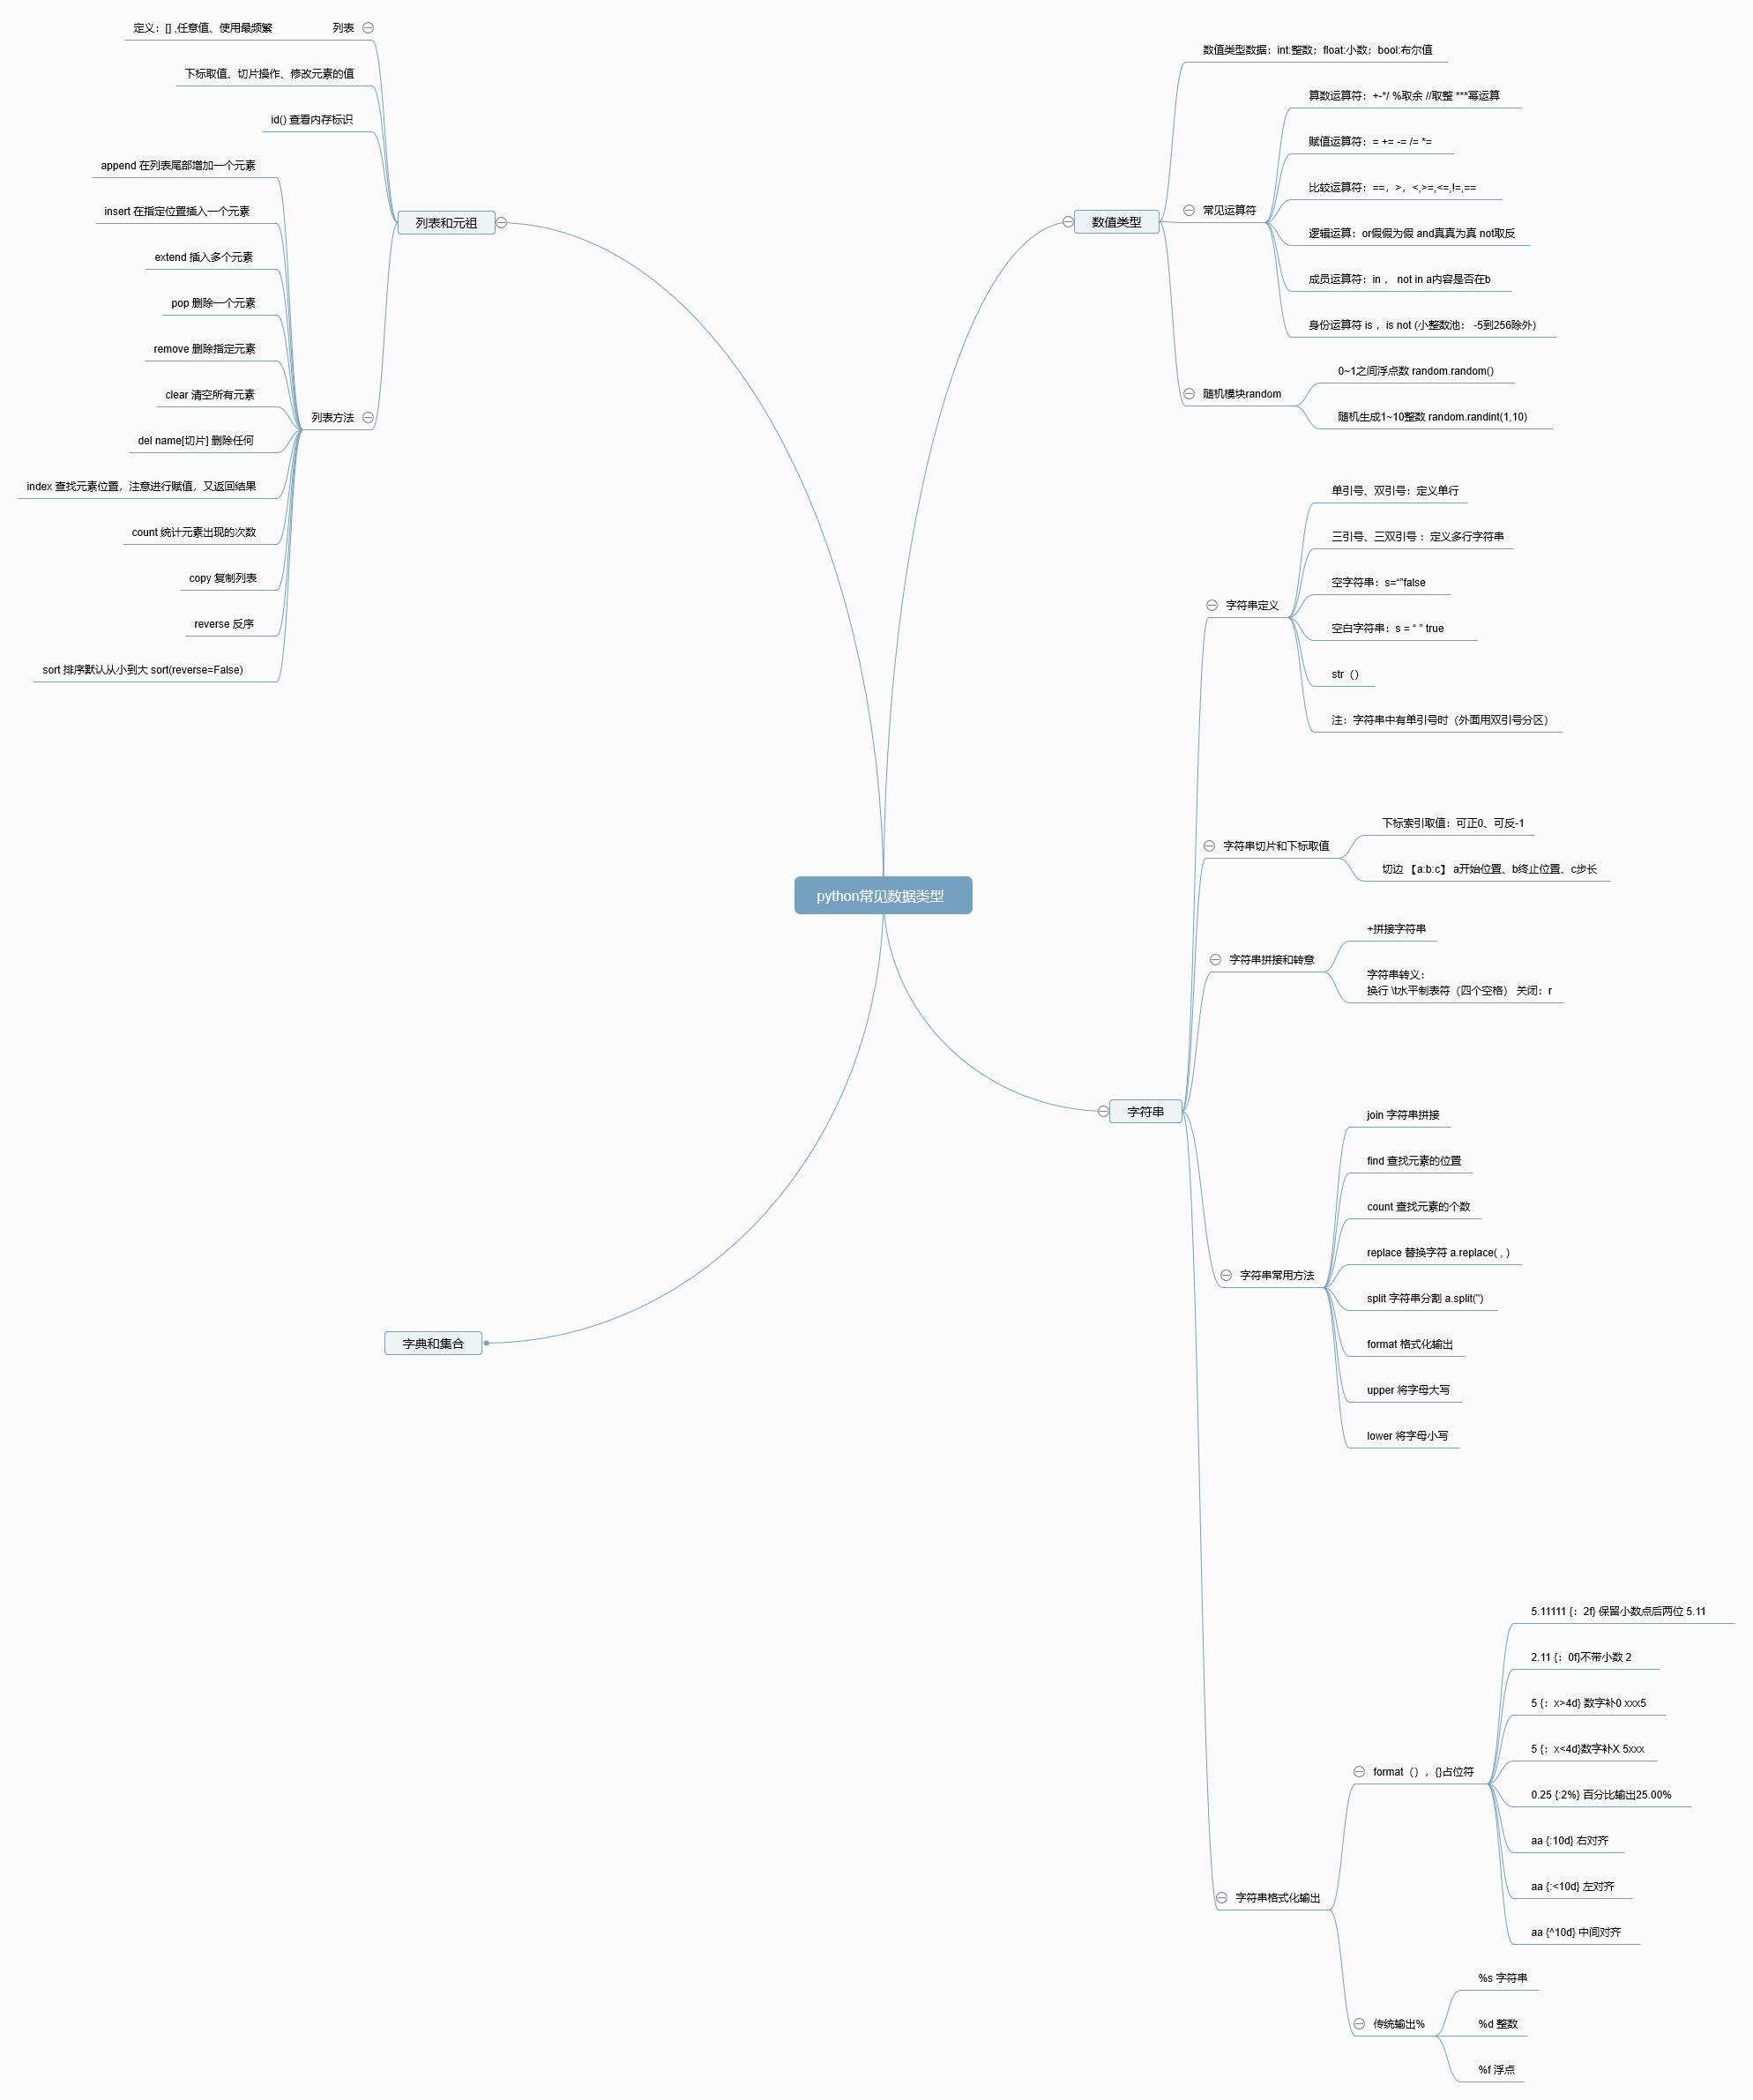 python常见数据类型
数值类型
数值类型数据：int:整数；float:小数；bool:布尔值
常见运算符
算数运算符：+-*/ %取余 //取整 ***幂运算
赋值运算符：= += -= /= *=
比较运算符：==，>，<,>=,<=,!=,==
逻辑运算：or假假为假 and真真为真 not取反
成员运算符：in ， not in a内容是否在b
身份运算符 is ，is not (小整数池： -5到256除外)
随机模块random
0~1之间浮点数 random.random()
随机生成1~10整数 random.randint(1,10)
字符串
字符串定义
单引号、双引号：定义单行
三引号、三双引号 ：定义多行字符串
空字符串：s=“”false
空白字符串：s = “ ” true
str（）
注：字符串中有单引号时（外面用双引号分区）
字符串切片和下标取值
下标索引取值：可正0、可反-1
切边 【a:b:c】 a开始位置、b终止位置、c步长
字符串拼接和转意
+拼接字符串
字符串转义：
换行 \t水平制表符（四个空格） 关闭：r
字符串常用方法
join 字符串拼接
find 查找元素的位置
count 查找元素的个数
replace 替换字符 a.replace( , )
split 字符串分割 a.split('')
format 格式化输出
upper 将字母大写
lower 将字母小写
字符串格式化输出
format（），{}占位符
5.11111 {：2f} 保留小数点后两位 5.11
2.11 {：0f}不带小数 2
5 {：x>4d} 数字补0 xxx5
5 {：x<4d}数字补X 5xxx
0.25 {:2%} 百分比输出25.00%
aa {:10d} 右对齐
aa {:<10d} 左对齐
aa {^10d} 中间对齐
传统输出%
%s 字符串
%d 整数
%f 浮点
列表和元祖
列表
定义：[] ,任意值、使用最频繁
下标取值、切片操作、修改元素的值
id() 查看内存标识
列表方法
append 在列表尾部增加一个元素
insert 在指定位置插入一个元素
extend 插入多个元素
pop 删除一个元素
remove 删除指定元素
clear 清空所有元素
del name[切片] 删除任何
index 查找元素位置，注意进行赋值，又返回结果
count 统计元素出现的次数
copy 复制列表
reverse 反序
sort 排序默认从小到大 sort(reverse=False)
字典和集合